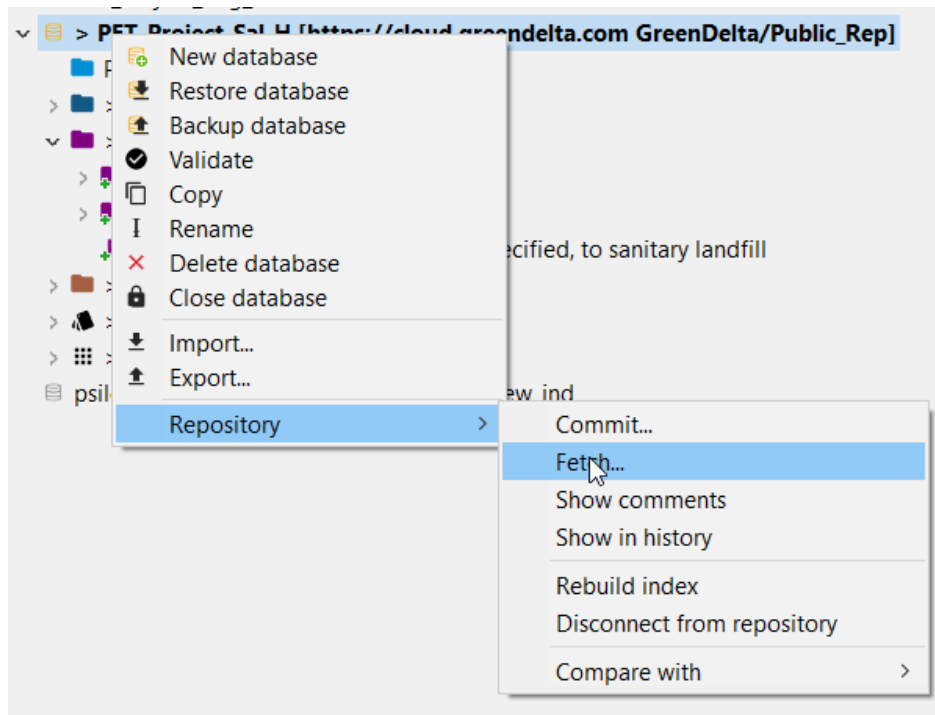 > PET_Project_Sal_H [https://cloud.greendelta.com GreenDelta/Public_Rep]
New database
Restore database
Backup database
Validate
Copy
Rename
ecified, to sanitary landfill
Delete database
Close database
Import...
Export...
psil
ew_ind
Repository
Commit...
Fetch...
Show comments
Show in history
Rebuild index
Disconnect from repository
Compare with